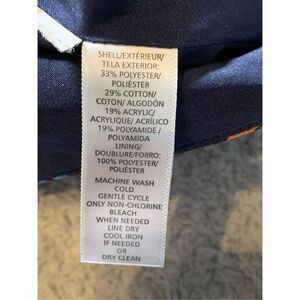 SHELL/EXTÉRIEUR/
TELA EXTERIOR:
33% POLYESTER/
POLIÉSTER
29% COTTON/
COTON/ ALGODÓN
19% ACRYLIC/
ACRYLIQUE/ ACRÍLICO
19% POLYAMIDE /
POLYAMIDA
LINING/
DOUBLURE/FORRO:
100% POLYESTER/
POLIÉSTER
MACHINE WASH
COLD
GENTLE CYCLE
ONLY NON-CHLORINE
BLEACH
WHEN NEEDED
LINE DRY
COOL IRON
IF NEEDED
OR
DRY CLEAN